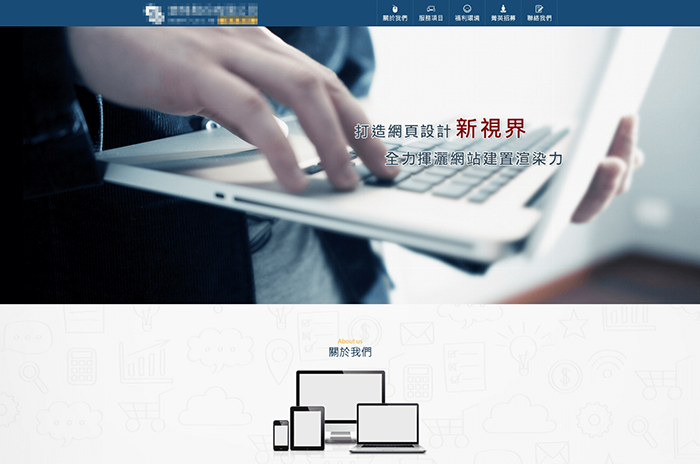 關於我們
服務項目
福利環境
菁英招募
聯絡我們
打造網頁設計 新視界
全力揮灑網站建置渲染力
About us
關於我們